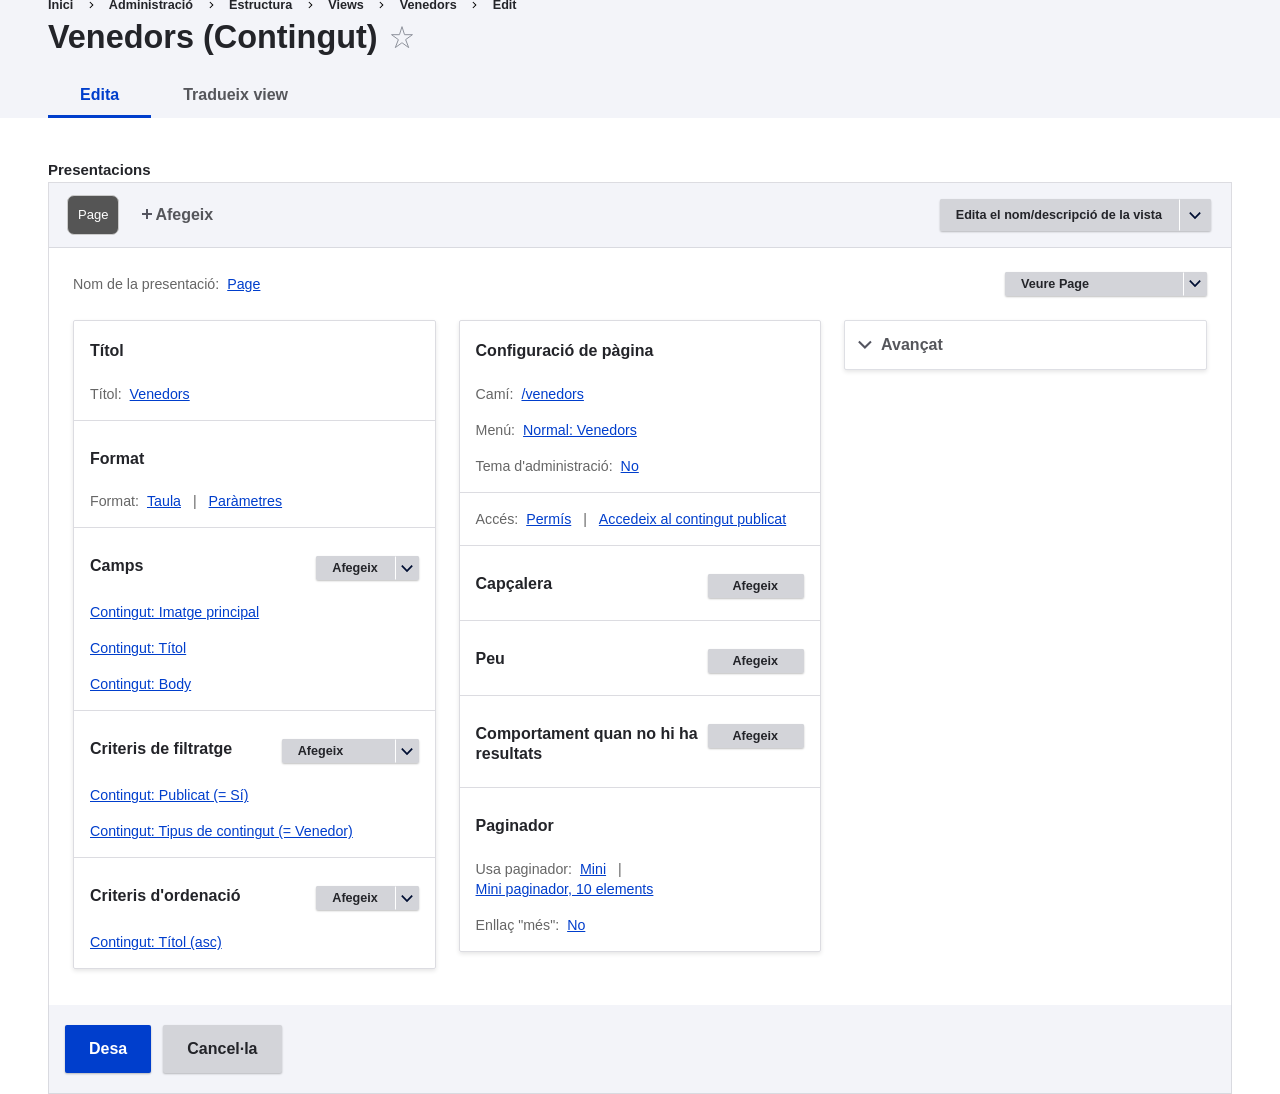 Inici Administració Estructura Views Venedors Edit
Venedors (Contingut)
Edita Tradueix view
Presentacions
Page Afegeix Edita el nom/descripció de la vista
Nom de la presentació: Page Veure Page
Títol
Títol: Venedors
Format
Format: Taula | Paràmetres
Camps Afegeix
Contingut: Imatge principal
Contingut: Títol
Contingut: Body
Criteris de filtratge Afegeix
Contingut: Publicat (= Sí)
Contingut: Tipus de contingut (= Venedor)
Criteris d'ordenació Afegeix
Contingut: Títol (asc)
Configuració de pàgina
Camí: /venedors
Menú: Normal: Venedors
Tema d'administració: No
Accés: Permís | Accedeix al contingut publicat
Capçalera Afegeix
Peu Afegeix
Comportament quan no hi ha Afegeix
resultats
Paginador
Usa paginador: Mini |
Mini paginador, 10 elements
Enllaç "més": No
Avançat
Desa Cancel·la